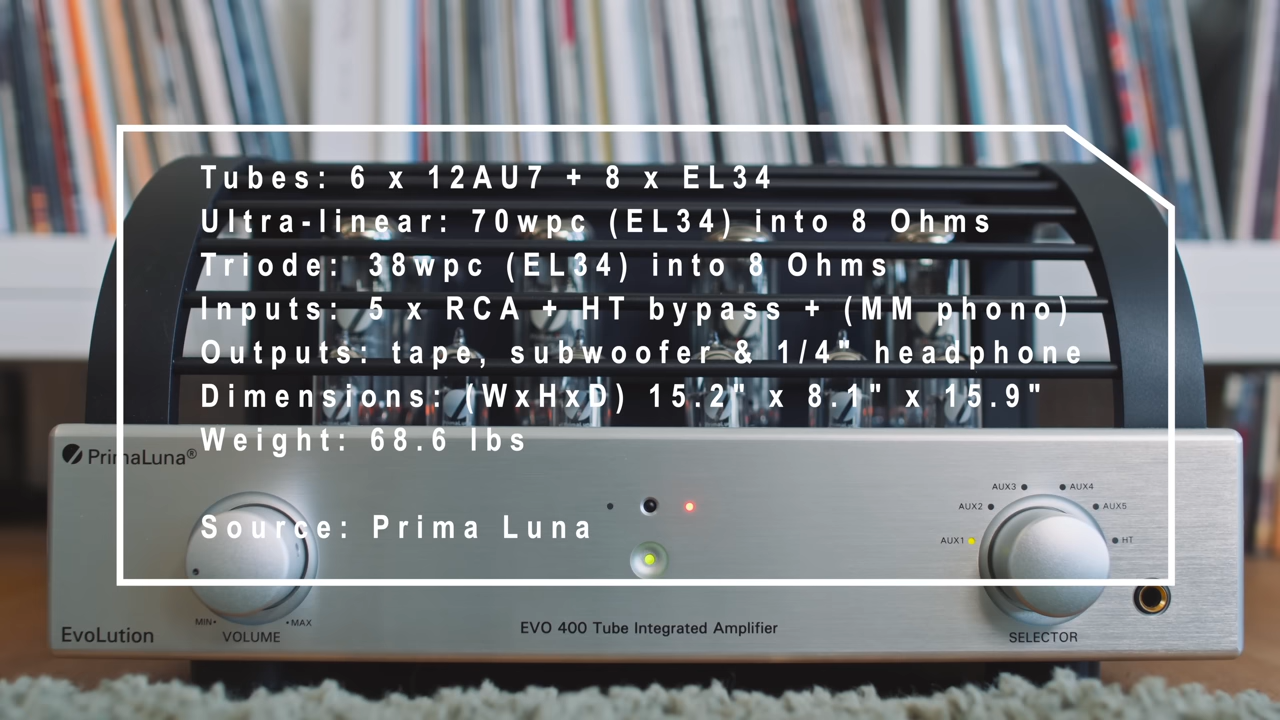 Tubes: 6 x 12AU7 + 8 x EL34
Ultra-linear: 70wpc (EL34) into 8 Ohms
Triode: 38wpc (EL34) into 8 Ohms
Inputs: 5 x RCA + HT bypass + (MM phono)
Outputs: tape, subwoofer & 1/4" headphone
Dimensions: (WxHxD) 15.2" x 8.1" x 15.9"
Weight: 68.6 lbs
PrimaLuna®
Source: Prima Luna
AUX3 AUX4
AUX2 AUX5
AUX1 HT
MIN MAX
VOLUME
EvoLution
EVO 400 Tube Integrated Amplifier
SELECTOR